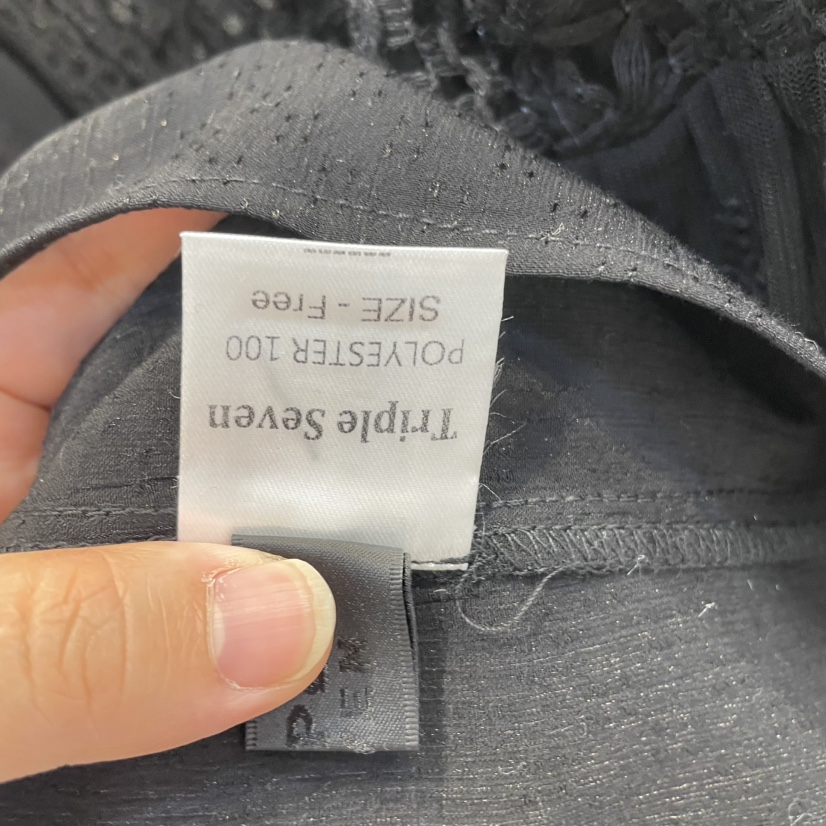 Triple Seven
POLYESTER 100
SIZE - Free